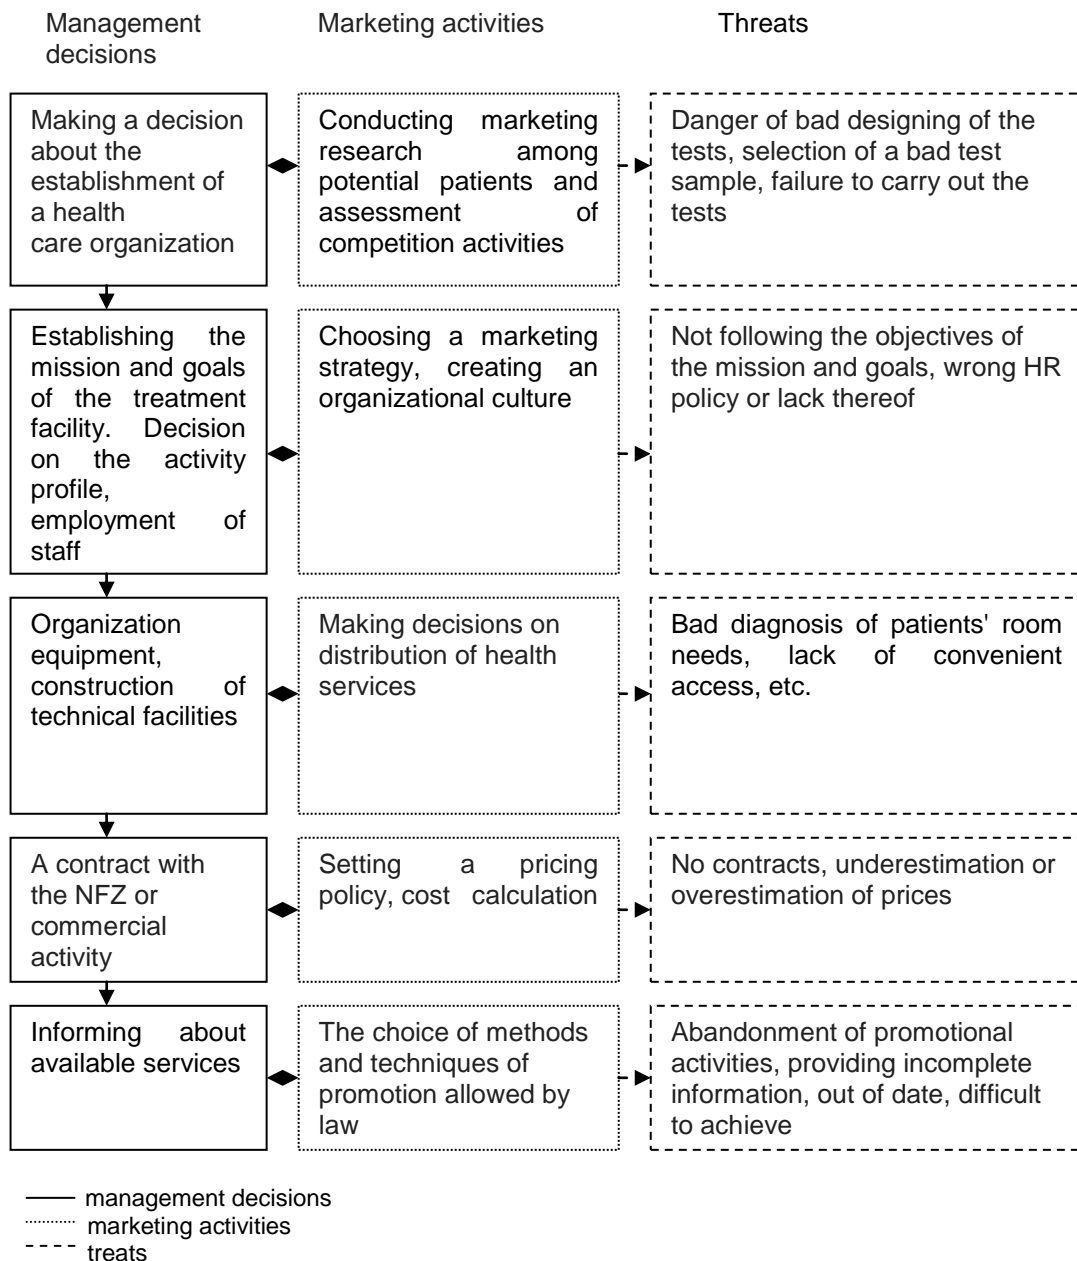 Management
decisions
Marketing activities
Threats
Making a decision
about the
establishment of
a health
care organization
Conducting marketing
research among
potential patients and
assessment of
competition activities
Danger of bad designing of the
tests, selection of a bad test
sample, failure to carry out the
tests
Establishing the
mission and goals
of the treatment
facility. Decision
on the activity
profile,
employment of
staff
Choosing a marketing
strategy, creating an
organizational culture
Not following the objectives of
the mission and goals, wrong HR
policy or lack thereof
Organization
equipment,
construction of
technical facilities
Making decisions on
distribution of health
services
Bad diagnosis of patients' room
needs, lack of convenient
access, etc.
A contract with
the NFZ or
commercial
activity
Setting a pricing
policy, cost calculation
No contracts, underestimation or
overestimation of prices
Informing about
available services
The choice of methods
and techniques of
promotion allowed by
law
Abandonment of promotional
activities, providing incomplete
information, out of date, difficult
to achieve
management decisions
marketing activities
treats